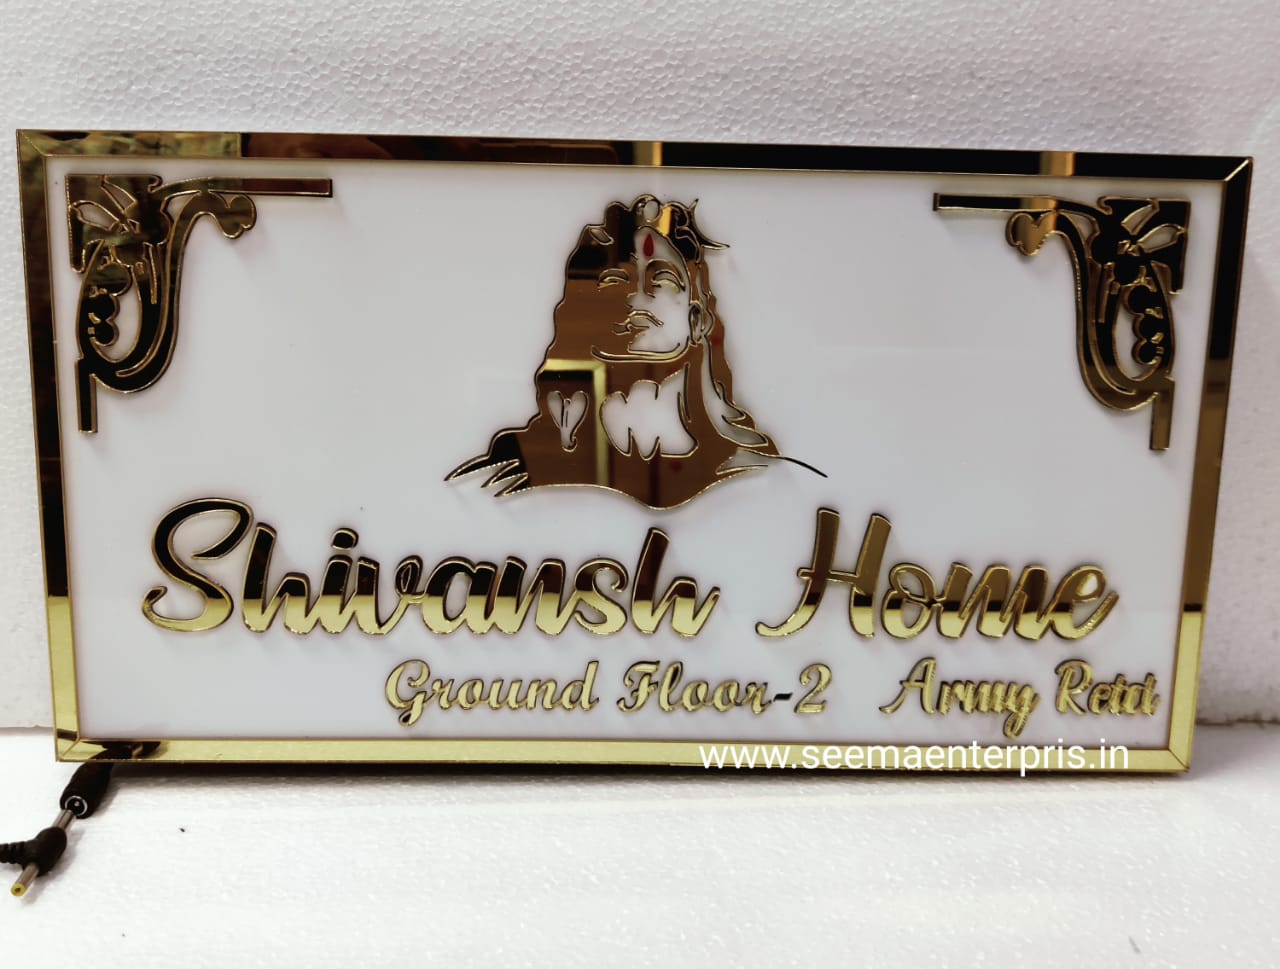 Shivansh Home
Ground Floor-2 Army Retd
www.seemaenterpris.in